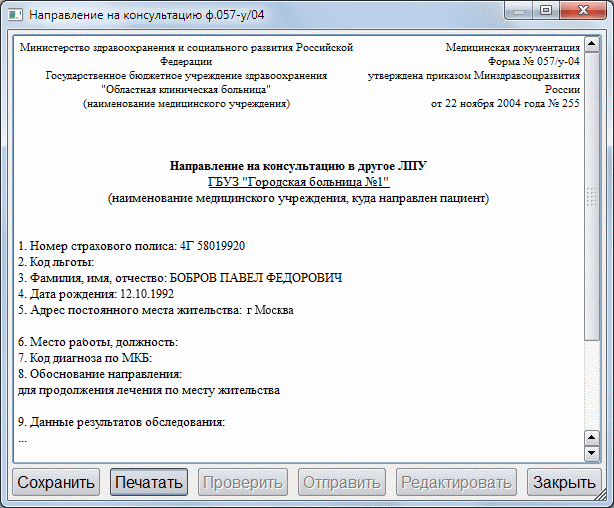 Направление на консультацию ф.057-у/04
Министерство здравоохранения и социального развития Российской
Федерации
Государственное бюджетное учреждение здравоохранения
"Областная клиническая больница"
(наименование медицинского учреждения)
Медицинская документация
Форма № 057/у-04
утверждена приказом Минздравсоцразвития
России
от 22 ноября 2004 года № 255
Направление на консультацию в другое ЛПУ
ГБУЗ "Городская больница №1"
(наименование медицинского учреждения, куда направлен пациент)
1. Номер страхового полиса: 4Г 58019920
2. Код льготы:
3. Фамилия, имя, отчество: БОБРОВ ПАВЕЛ ФЕДОРОВИЧ
4. Дата рождения: 12.10.1992
5. Адрес постоянного места жительства: г Москва
6. Место работы, должность:
7. Код диагноза по МКБ:
8. Обоснование направления:
для продолжения лечения по месту жительства
9. Данные результатов обследования:
...
Сохранить Печатать Проверить Отправить Редактировать Закрыть